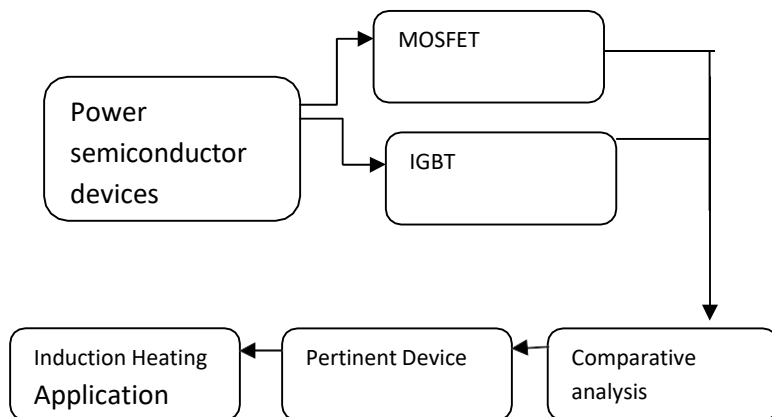 MOSFET
Power
semiconductor
devices
IGBT
Induction Heating
Application
Pertinent Device
Comparative
analysis